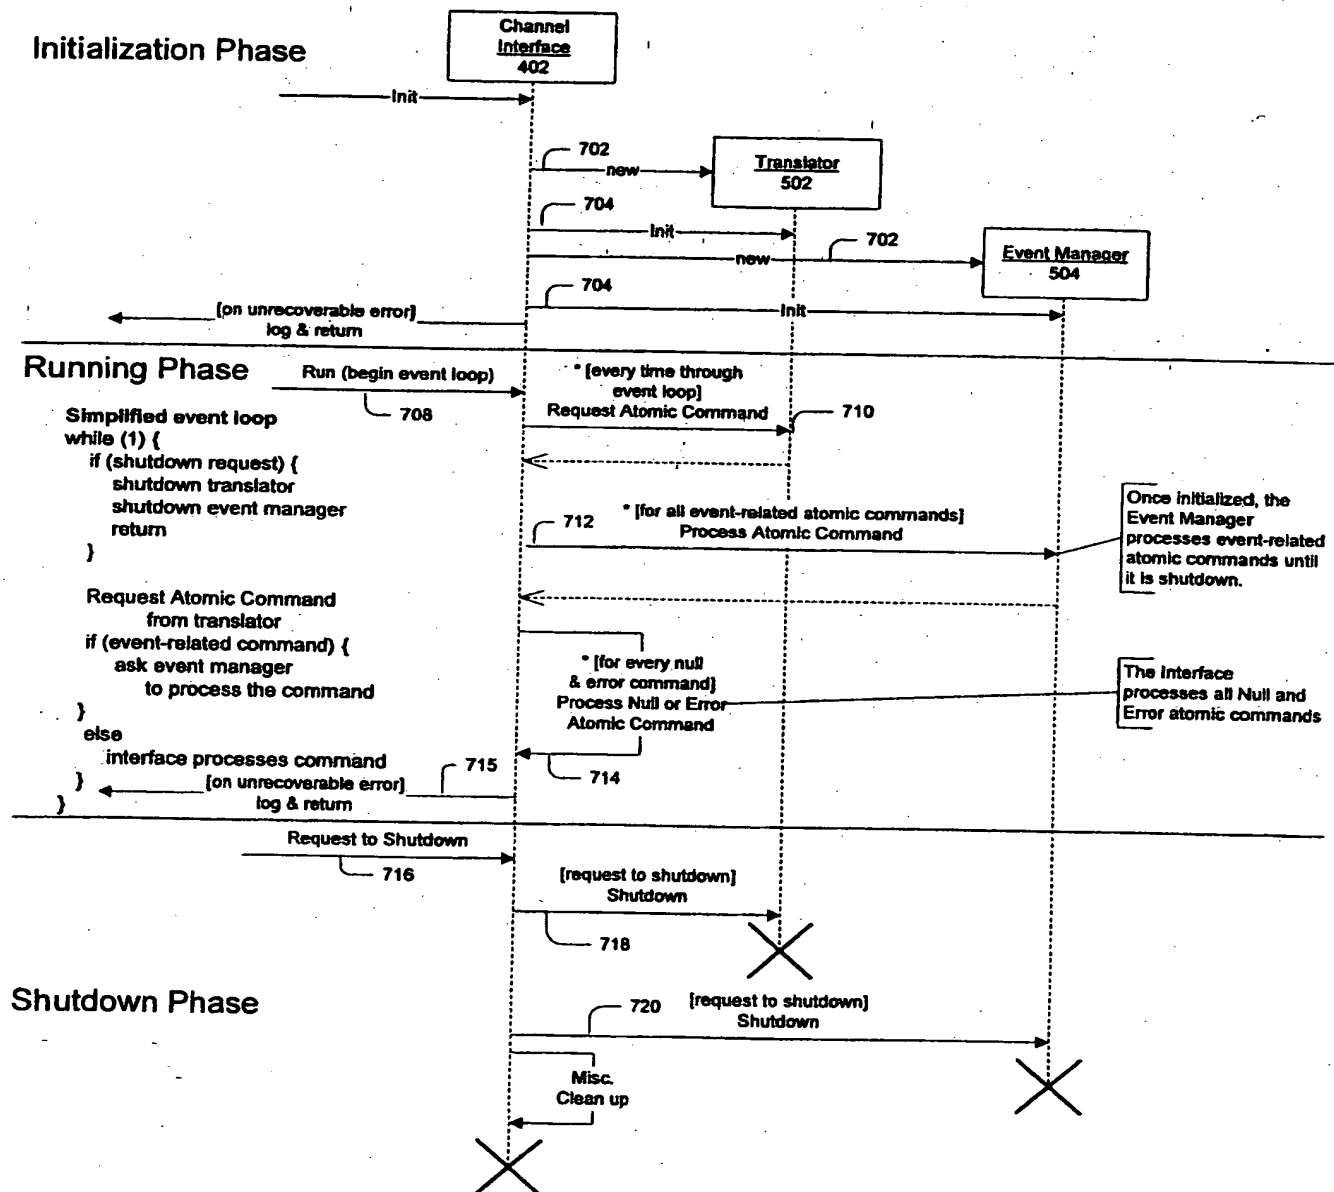 Initialization Phase
Channel
Interface
402
Init
702
new
Translator
502
704
Init
702
new
Event Manager
504
704
Init
[on unrecoverable error]
log & return
Running Phase
Run (begin event loop)
708
* [every time through
event loop]
Request Atomic Command
710
Simplified event loop
while (1) {
if (shutdown request) {
shutdown translator
shutdown event manager
return
}
Request Atomic Command
from translator
if (event-related command) {
ask event manager
to process the command
}
else
interface processes command
}
}
712
* [for all event-related atomic commands]
Process Atomic Command
Once initialized, the
Event Manager
processes event-related
atomic commands until
it is shutdown.
* [for every null
& error command]
Process Null or Error
Atomic Command
714
The Interface
processes all Null and
Error atomic commands
715
[on unrecoverable error]
log & return
Request to Shutdown
716
[request to shutdown]
Shutdown
718
Shutdown Phase
720
[request to shutdown]
Shutdown
Misc.
Clean up